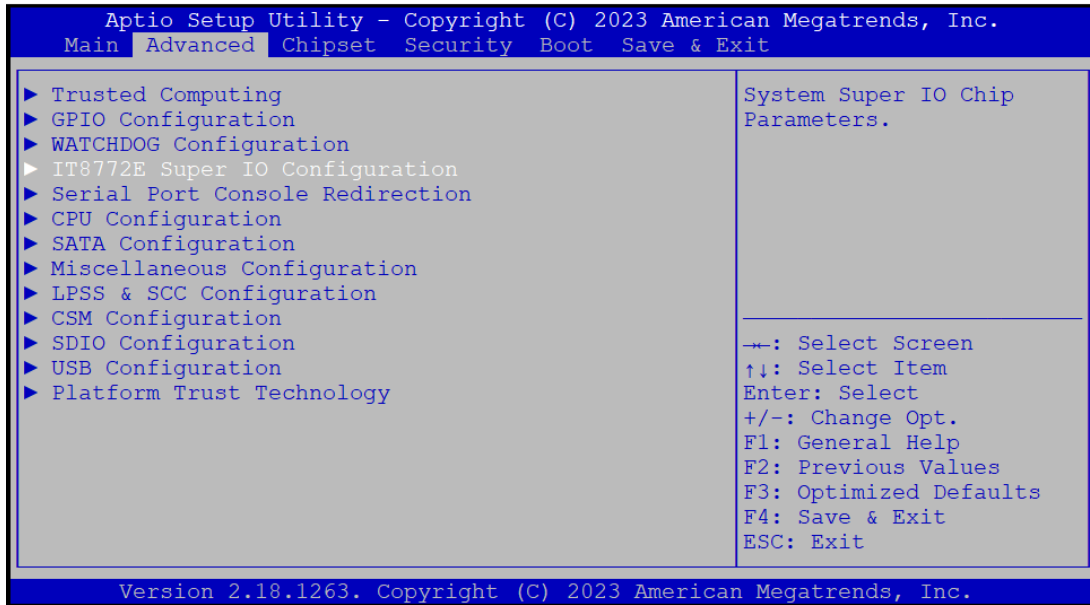 Aptio Setup Utility - Copyright (C) 2023 American Megatrends, Inc.
Main Advanced Chipset Security Boot Save & Exit
► Trusted Computing
► GPIO Configuration
► WATCHDOG Configuration
► IT8772E Super IO Configuration
► Serial Port Console Redirection
► CPU Configuration
► SATA Configuration
► Miscellaneous Configuration
► LPSS & SCC Configuration
► CSM Configuration
► SDIO Configuration
► USB Configuration
► Platform Trust Technology
System Super IO Chip
Parameters.
→←: Select Screen
↑↓: Select Item
Enter: Select
+/-: Change Opt.
F1: General Help
F2: Previous Values
F3: Optimized Defaults
F4: Save & Exit
ESC: Exit
Version 2.18.1263. Copyright (C) 2023 American Megatrends, Inc.